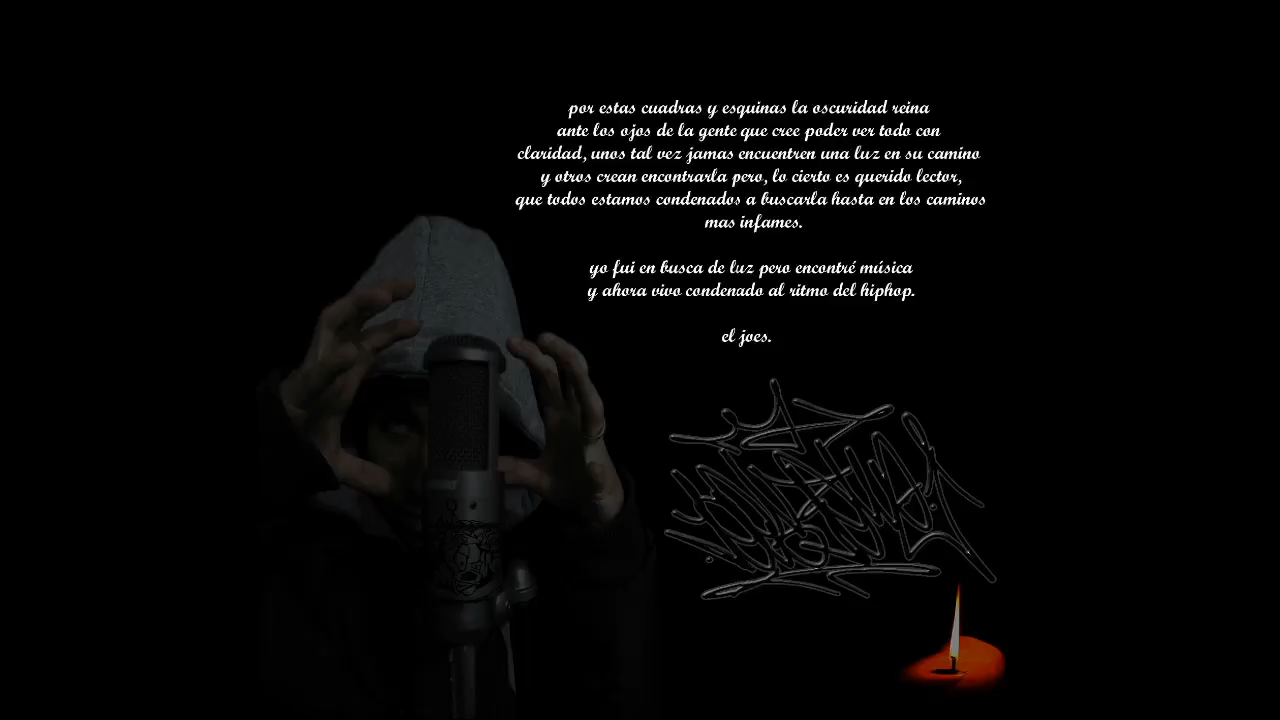 por estas cuadras y esquinas la oscuridad reina
ante los ojos de la gente que cree poder ver todo con
claridad, unos tal vez jamas encuentren una luz en su camino
y otros crean encontrarla pero, lo cierto es querido lector,
que todos estamos condenados a buscarla hasta en los caminos
mas infames.
yo fui en busca de luz pero encontré música
y ahora vivo condenado al ritmo del hiphop.
el joes.